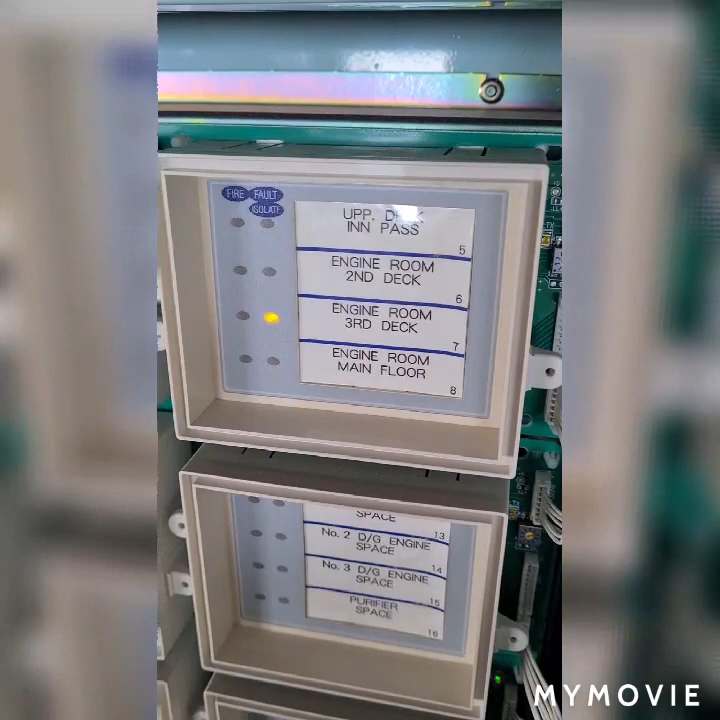 FIRE FAULT
ISOLATE
UPP. DECK
INN PASS
5
ENGINE ROOM
2ND DECK
6
ENGINE ROOM
3RD DECK
7
ENGINE ROOM
MAIN FLOOR
8
SPACE
13
No. 2 D/G ENGINE
SPACE
14
No. 3 D/G ENGINE
SPACE
15
PURIFIER
SPACE
16
MYMOVIE